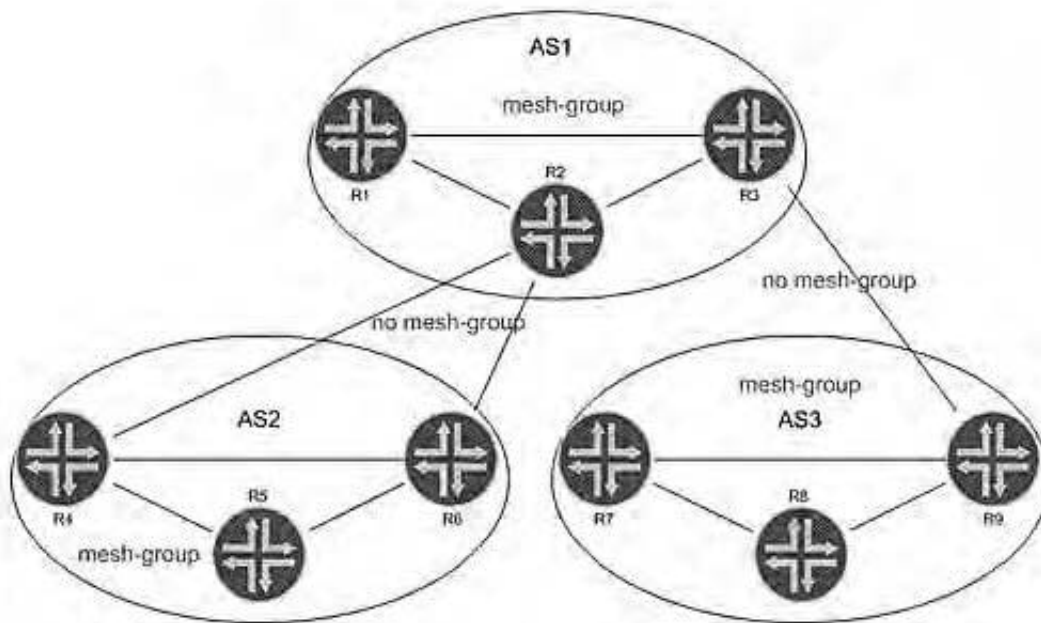 AS1
mesh-group
R1
R2
R3
no mesh-group
no mesh-group
mesh-group
AS2
AS3
R4
R5
R6
R7
R8
R9
mesh-group